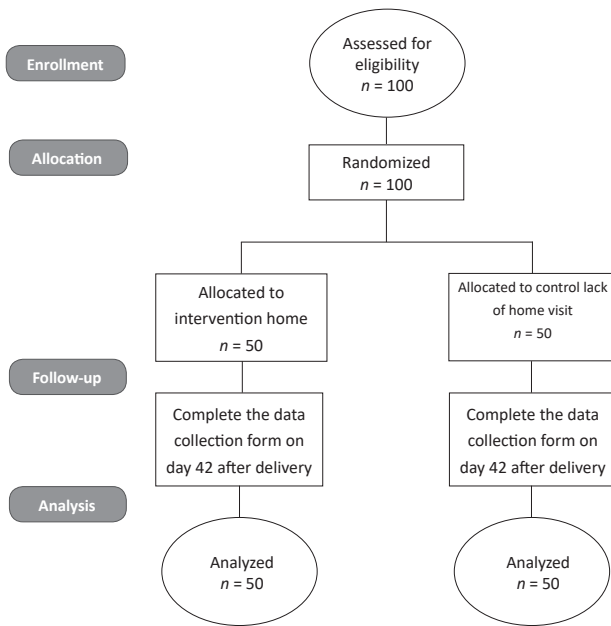 Enrollment
Assessed for
eligibility
n = 100
Allocation
Randomized
n = 100
Allocated to
intervention home
n = 50
Allocated to control lack
of home visit
n = 50
Follow-up
Complete the data
collection form on
day 42 after delivery
Complete the data
collection form on
day 42 after delivery
Analysis
Analyzed
n = 50
Analyzed
n = 50